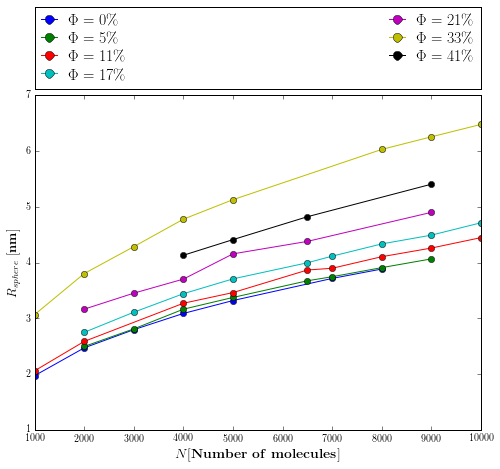 Φ = 0%
Φ = 5%
Φ = 11%
Φ = 17%
Φ = 21%
Φ = 33%
Φ = 41%
7
6
5
4
3
2
1
R_sphere [nm]
1000 2000 3000 4000 5000 6000 7000 8000 9000 10000
N[Number of molecules]